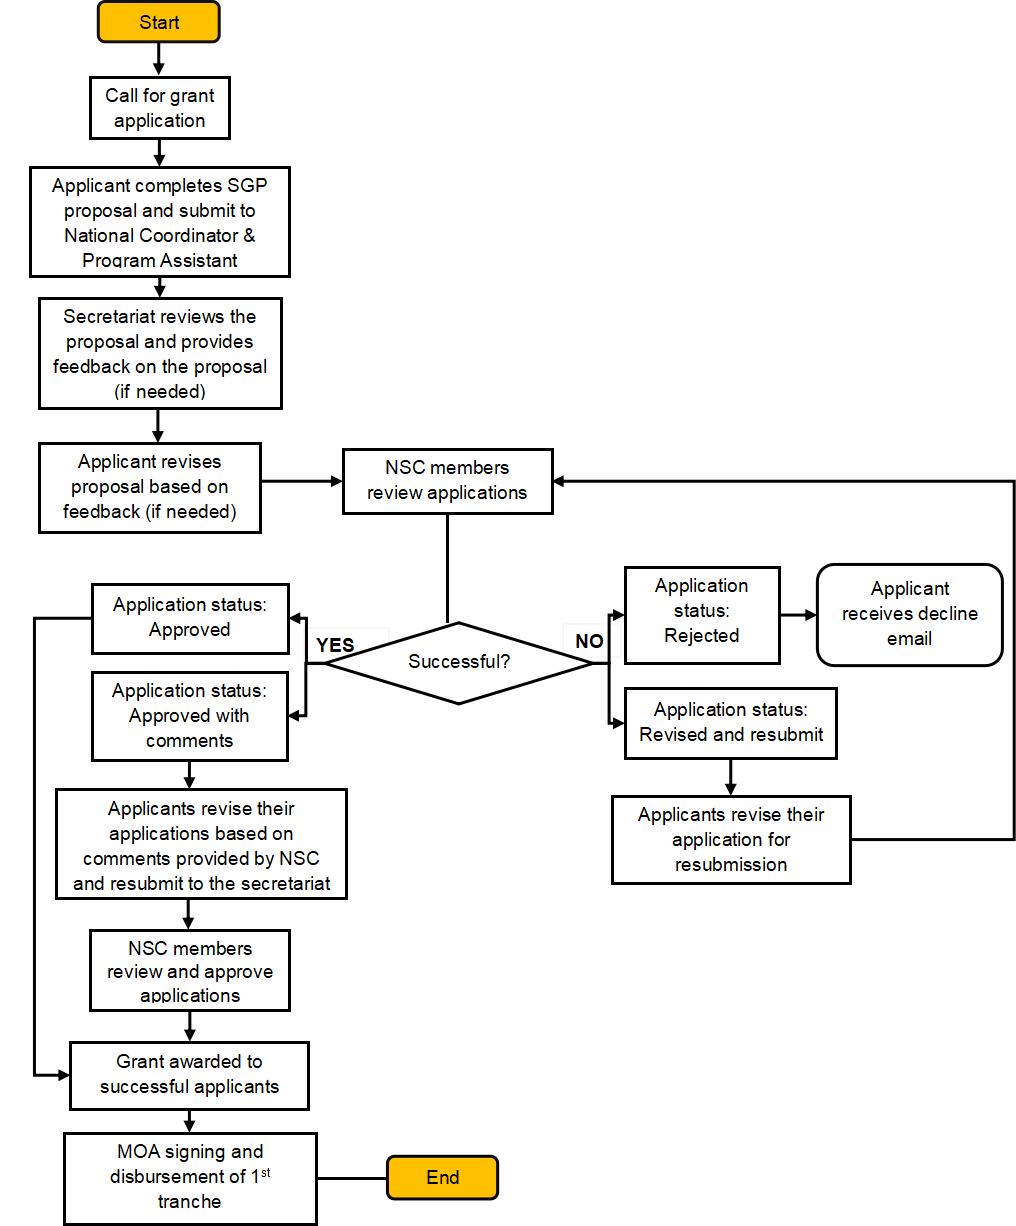 Start
Call for grant
application
Applicant completes SGP
proposal and submit to
National Coordinator &
Program Assistant
Secretariat reviews the
proposal and provides
feedback on the proposal
(if needed)
Applicant revises
proposal based on
feedback (if needed)
NSC members
review applications
Successful?
YES
NO
Application status:
Approved
Application status:
Approved with
comments
Applicants revise their
applications based on
comments provided by NSC
and resubmit to the secretariat
NSC members
review and approve
applications
Grant awarded to
successful applicants
MOA signing and
disbursement of 1st
tranche
End
Application
status:
Rejected
Applicant
receives decline
email
Application status:
Revised and resubmit
Applicants revise their
application for
resubmission